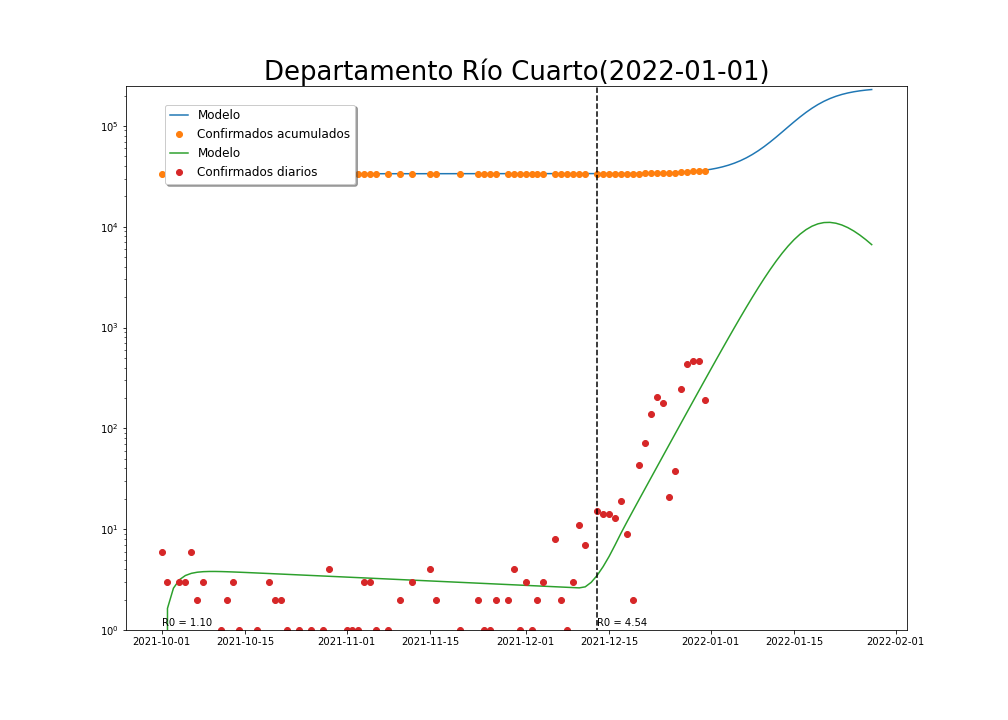 Departamento Río Cuarto(2022-01-01)
Modelo
Confirmados acumulados
Modelo
Confirmados diarios
10⁵
10⁴
10³
10²
10¹
10⁰
R0 = 1.10
R0 = 4.54
2021-10-01
2021-10-15
2021-11-01
2021-11-15
2021-12-01
2021-12-15
2022-01-01
2022-01-15
2022-02-01